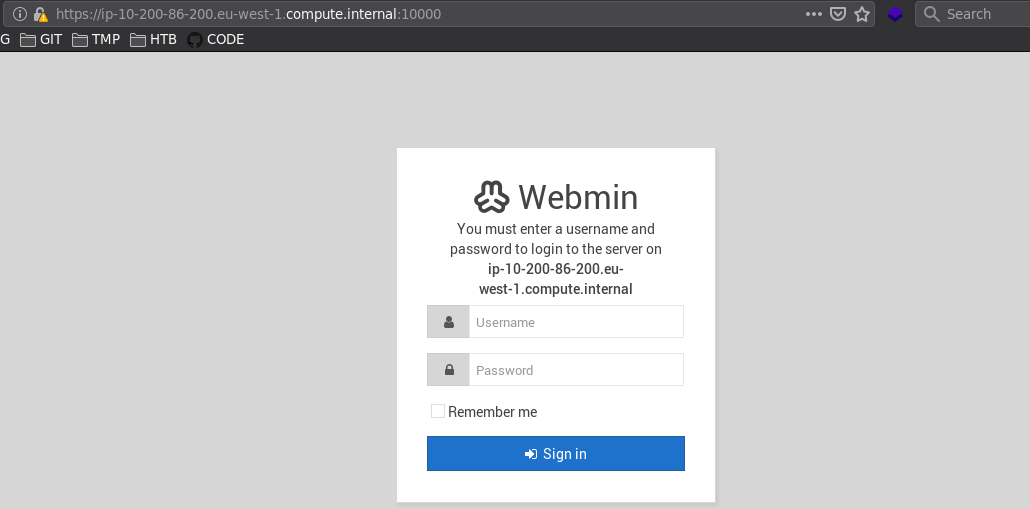 https://ip-10-200-86-200.eu-west-1.compute.internal:10000
Search
G GIT TMP HTB CODE
Webmin
You must enter a username and
password to login to the server on
ip-10-200-86-200.eu-
west-1.compute.internal
Username
Password
Remember me
Sign in